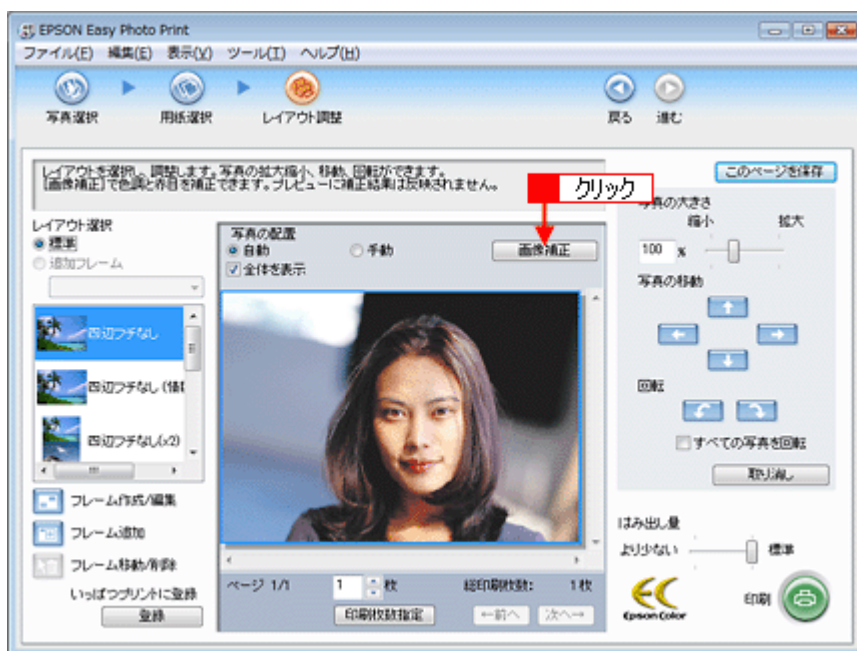 EPSON Easy Photo Print
ファイル(F) 編集(E) 表示(V) ツール(T) ヘルプ(H)
写真選択 用紙選択 レイアウト調整 戻る 進む
レイアウトを選択し、調整します。写真の拡大縮小、移動、回転ができます。
[画像補正]で色調と赤目を補正できます。プレビューに補正結果は反映されません。
このページを保存
クリック
レイアウト選択
標準
追加フレーム
四辺フチなし
四辺フチなし (情報
四辺フチなし(x2)
フレーム作成/編集
フレーム追加
フレーム移動/削除
いっぱつプリントに登録
登録
写真の配置
自動 手動 画像補正
全体を表示
ページ 1/1 1 枚 総印刷枚数: 1 枚
印刷枚数指定 ←前へ 次へ→
写真の大きさ
縮小 拡大
100 %
写真の移動
回転
すべての写真を回転
取り消し
はみ出し量
より少ない 標準
EC
Epson Color
印刷